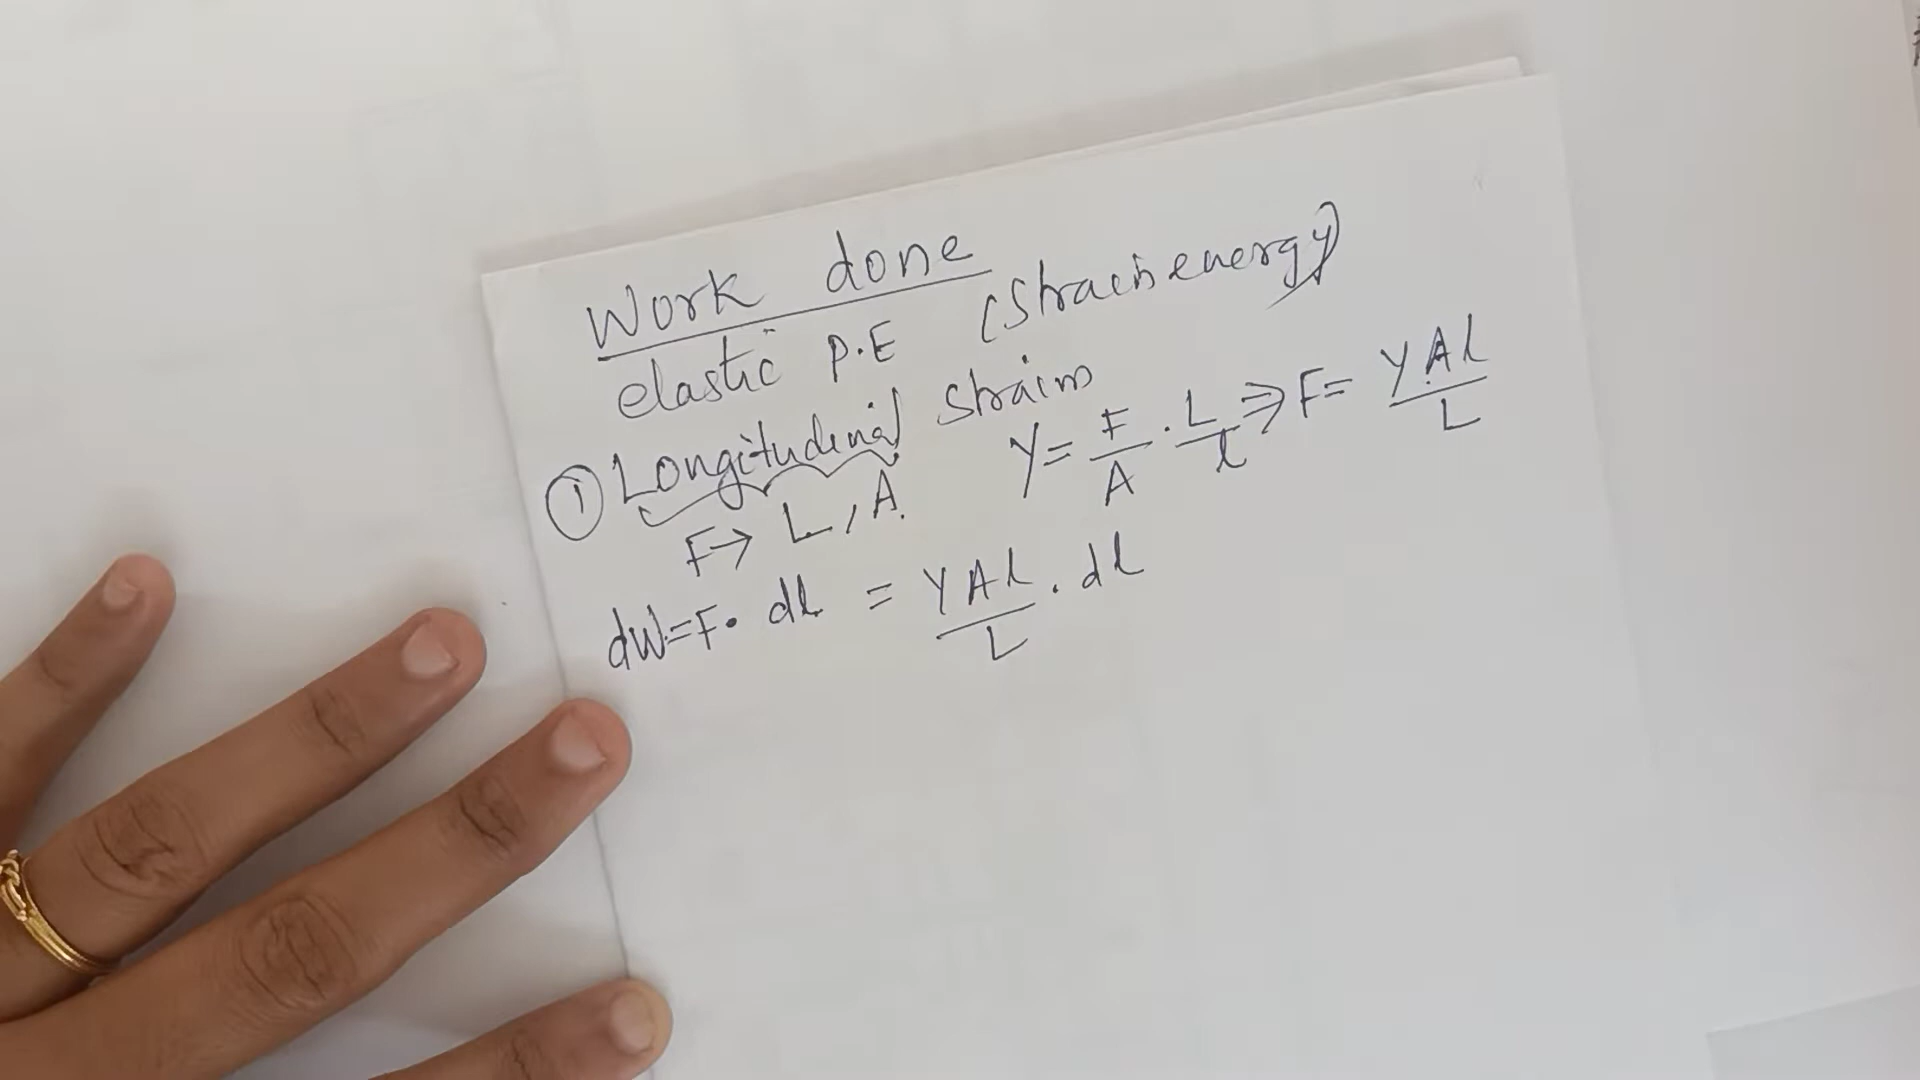 Work done
elastic P.E (Strain energy)
① Longitudinal strain
F → L, A. Y = F/A . L/l ⇒ F = YAl/L
dW = F . dl = YAl/L . dl